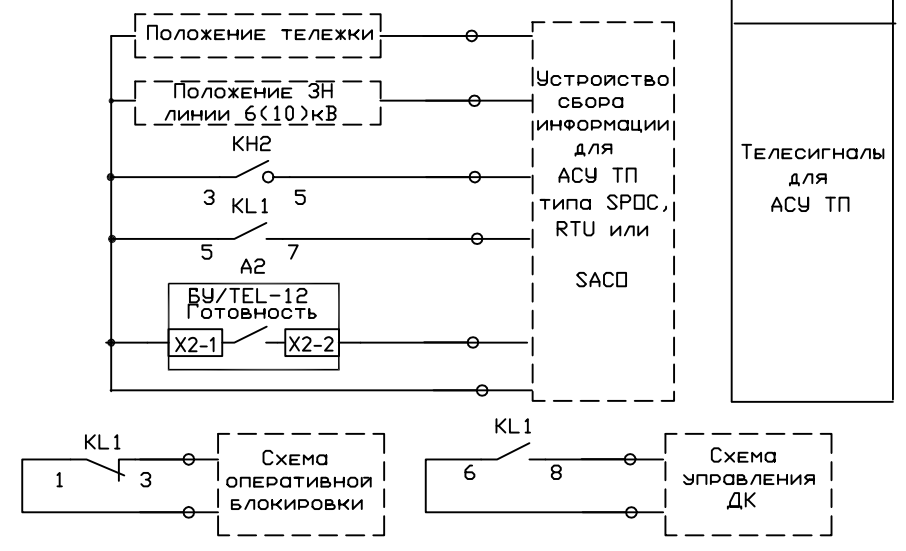 Положение тележки
Положение ЗН
линии 6(10)кВ
КН2
3 5
KL1
5 7
А2
БУ/TEL-12
Готовность
X2-1 X2-2
Устройство
сбора
информации
для
АСУ ТП
типа SPOC,
RTU или
SACO
Телесигналы
для
АСУ ТП
KL1
1 3
Схема
оперативной
блокировки
KL1
6 8
Схема
управления
ДК